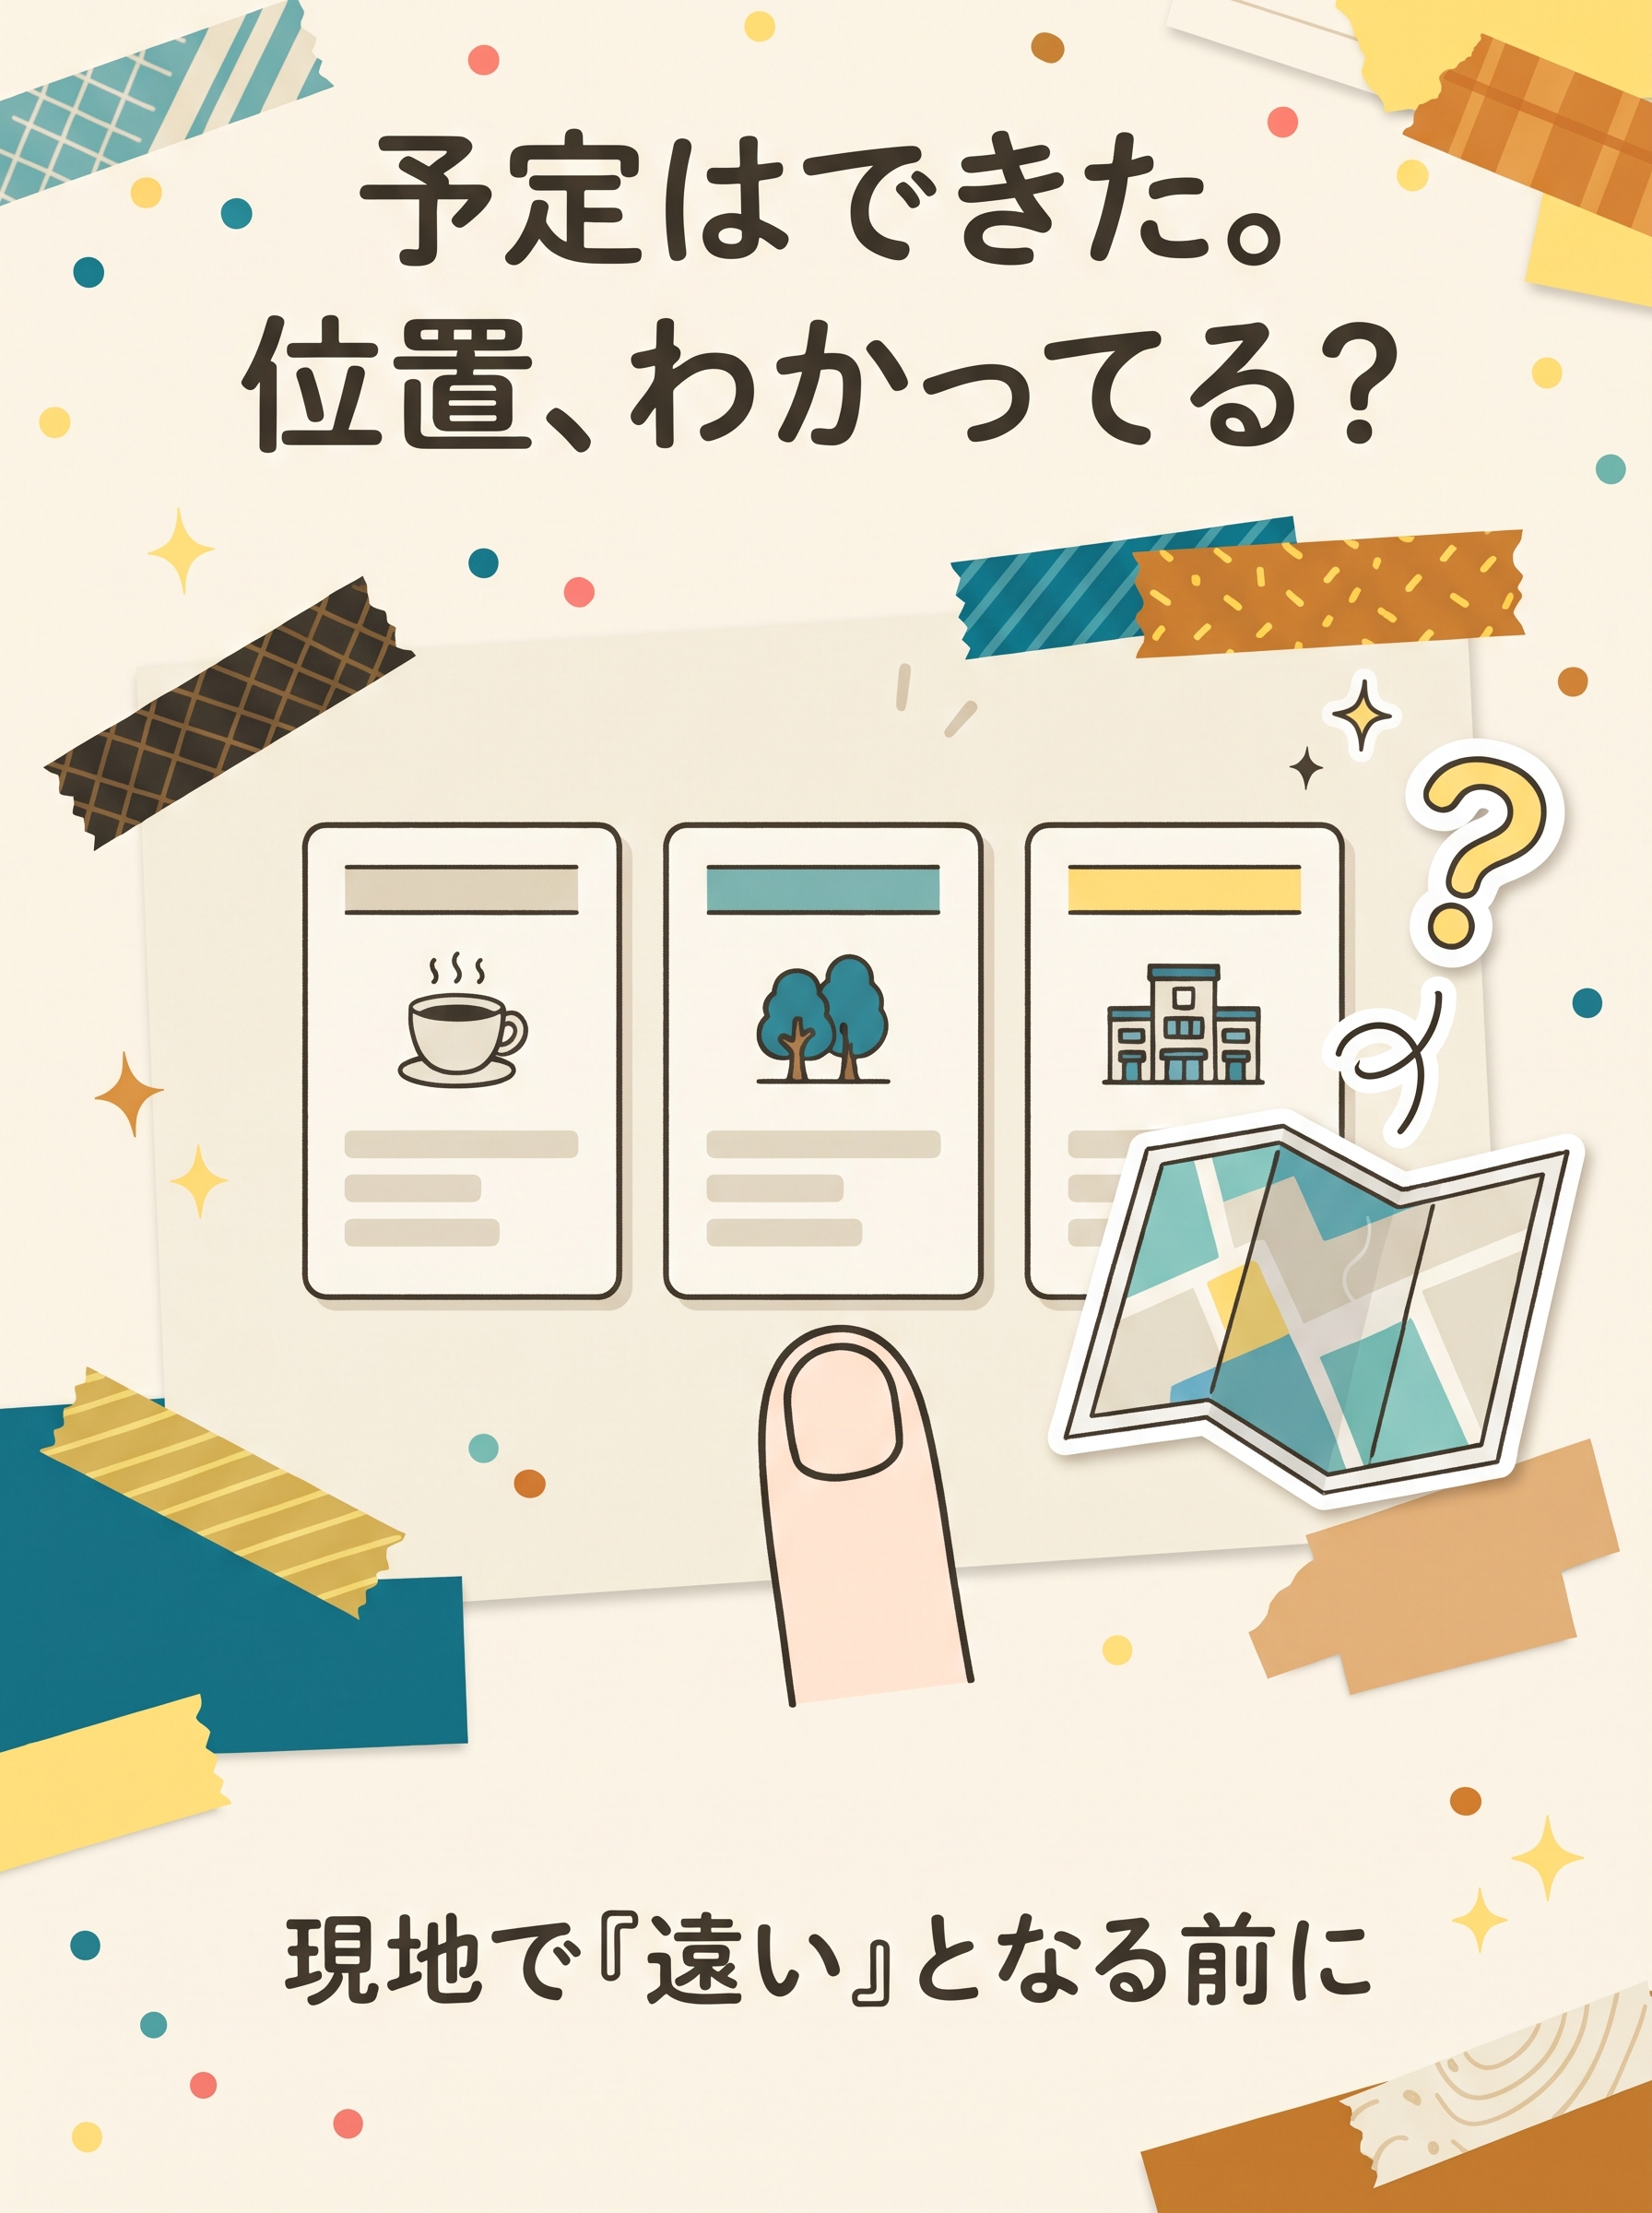 予定はできた。
位置、わかってる？
現地で『遠い』となる前に